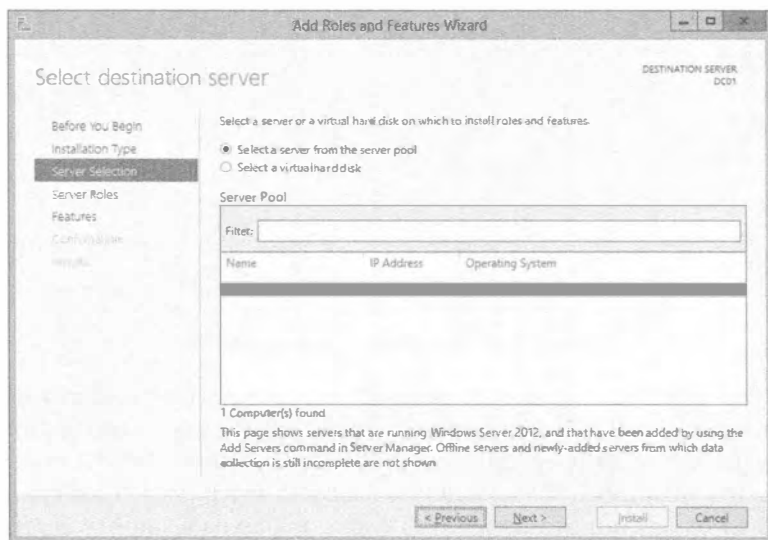 Add Roles and Features Wizard
Select destination server
DESTINATION SERVER
DC01
Before You Begin
Installation Type
Server Selection
Server Roles
Features
Confirmation
Results
Select a server or a virtual hard disk on which to install roles and features.
Select a server from the server pool
Select a virtual hard disk
Server Pool
Filter:
Name IP Address Operating System
1 Computer(s) found
This page shows servers that are running Windows Server 2012, and that have been added by using the
Add Servers command in Server Manager. Offline servers and newly-added servers from which data
collection is still incomplete are not shown.
< Previous Next > Install Cancel